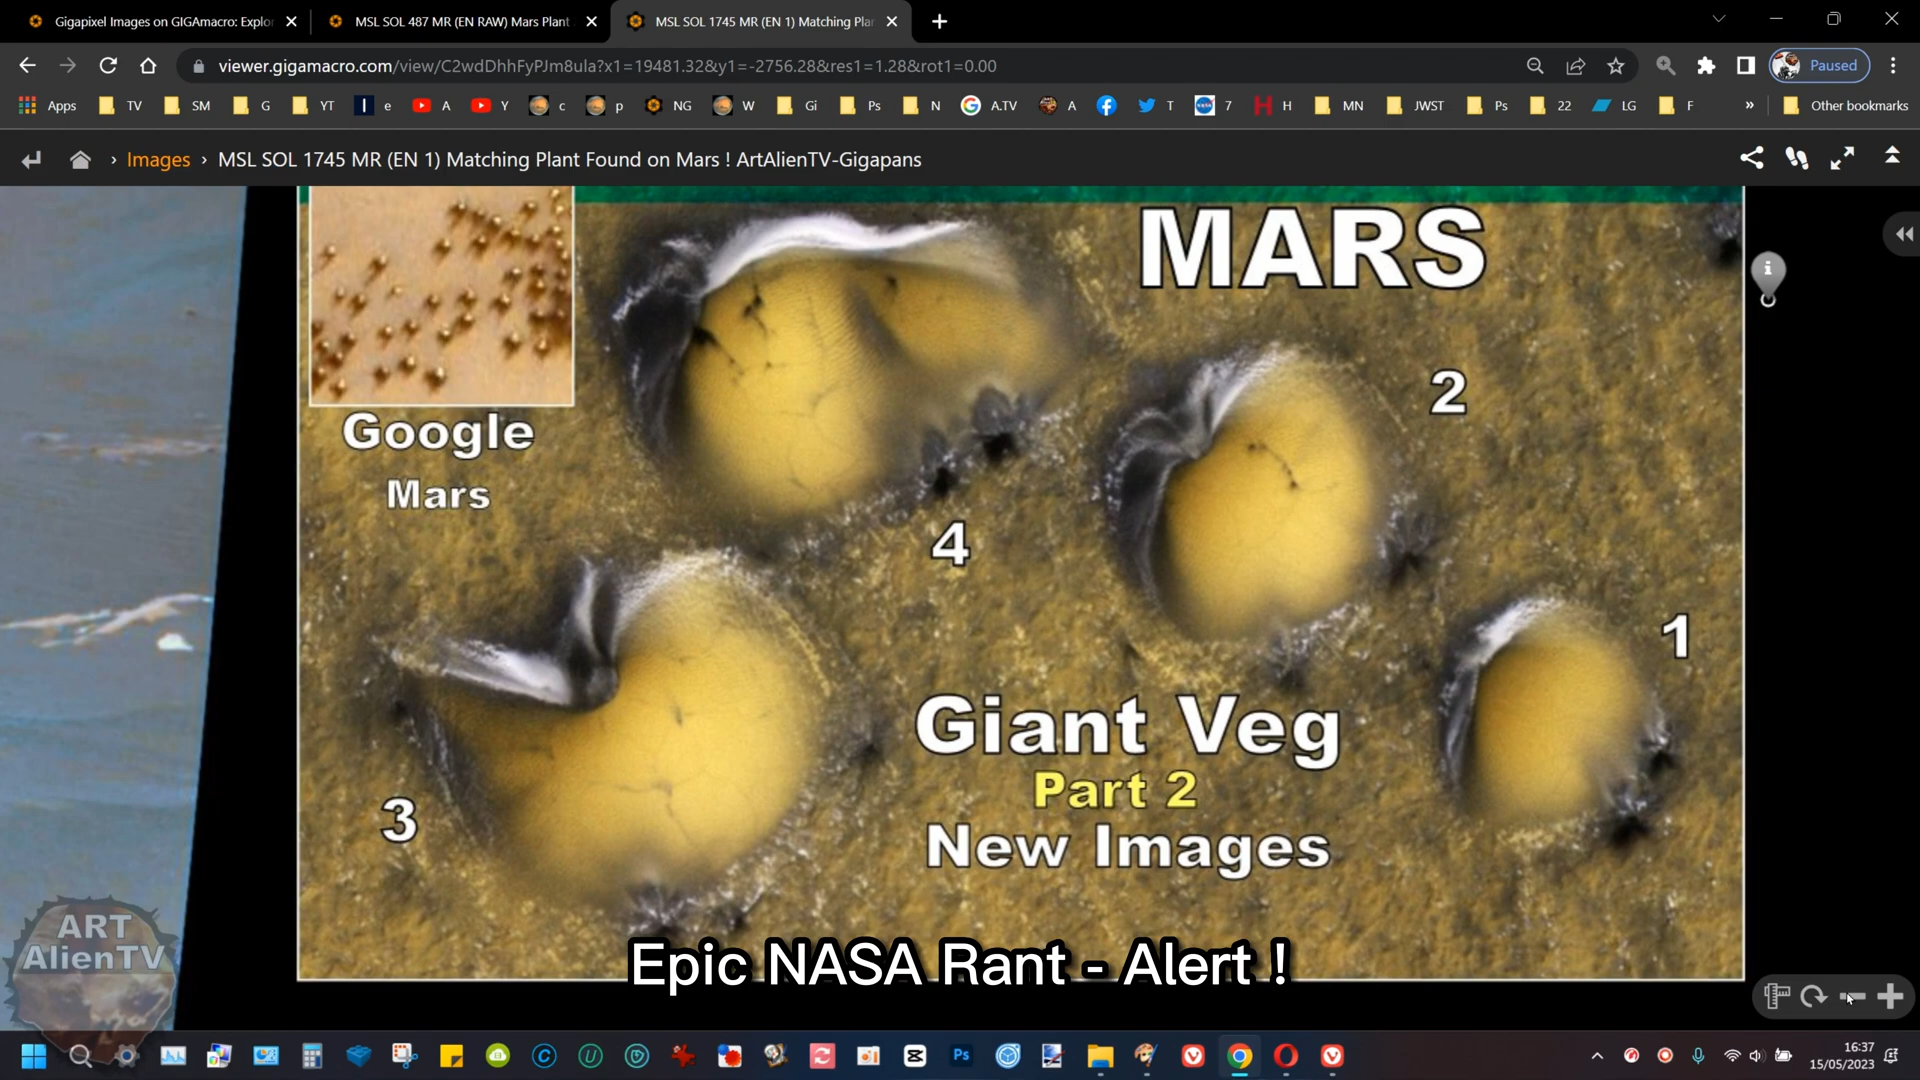 Gigapixel Images on GIGAmacro: Explo
MSL SOL 487 MR (EN RAW) Mars Plant
MSL SOL 1745 MR (EN 1) Matching Plan
viewer.gigamacro.com/view/C2wdDhhFyPJm8ula?x1=19481.32&y1=-2756.28&res1=1.28&rot1=0.00
Paused
Apps TV SM G YT e A Y c p NG W Gi Ps N A.TV A T 7 H MN JWST Ps 22 LG F » Other bookmarks
› Images › MSL SOL 1745 MR (EN 1) Matching Plant Found on Mars ! ArtAlienTV-Gigapans
MARS
2
Google
Mars
4
1
Giant Veg
Part 2
New Images
3
ART
AlienTV
Epic NASA Rant - Alert !
16:37
15/05/2023